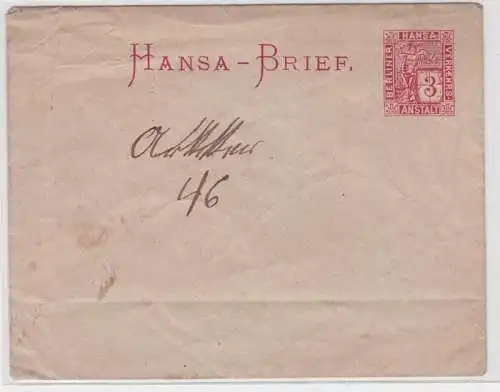 HANSA-BRIEF.
BERLINER HANSA- VERKEHRS-
3
ANSTALT
46